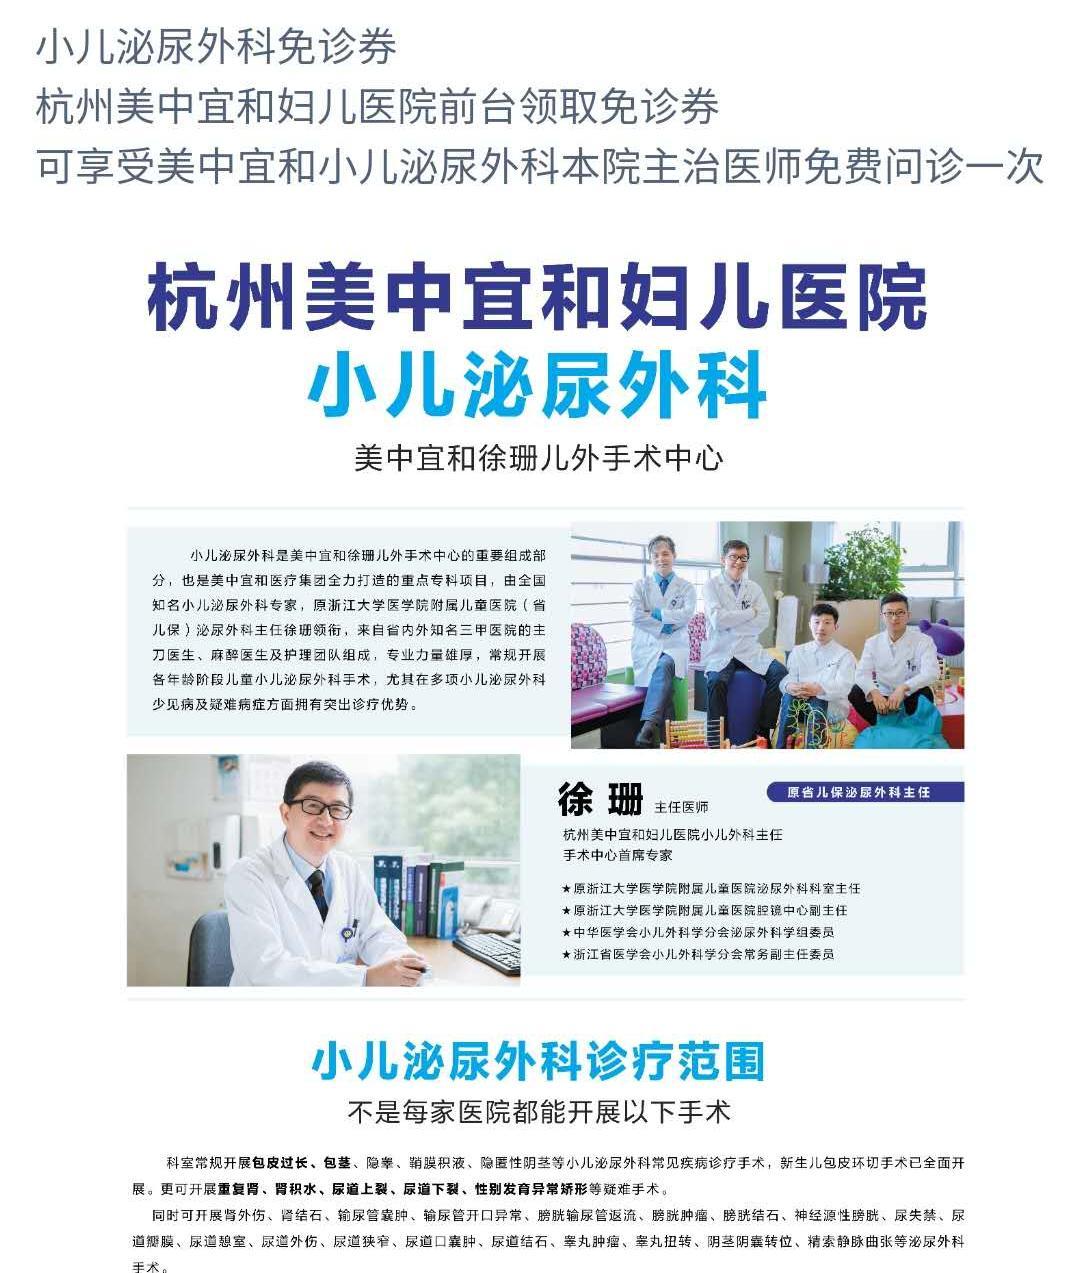 小儿泌尿外科免诊券
杭州美中宜和妇儿医院前台领取免诊券
可享受美中宜和小儿泌尿外科本院主治医师免费问诊一次
杭州美中宜和妇儿医院
小儿泌尿外科
美中宜和徐珊儿外手术中心
小儿泌尿外科是美中宜和徐珊儿外手术中心的重要组成部
分，也是美中宜和医疗集团全力打造的重点专科项目，由全国
知名小儿泌尿外科专家，原浙江大学医学院附属儿童医院（省
儿保）泌尿外科主任徐珊领衔，来自省内外知名三甲医院的主
刀医生、麻醉医生及护理团队组成，专业力量雄厚，常规开展
各年龄阶段儿童小儿泌尿外科手术，尤其在多项小儿泌尿外科
少见病及疑难病症方面拥有突出诊疗优势。
徐珊 主任医师
原省儿保泌尿外科主任
杭州美中宜和妇儿医院小儿外科主任
手术中心首席专家
★原浙江大学医学院附属儿童医院泌尿外科科室主任
★原浙江大学医学院附属儿童医院腔镜中心副主任
★中华医学会小儿外科学分会泌尿外科学组委员
★浙江省医学会小儿外科学分会常务副主任委员
小儿泌尿外科诊疗范围
不是每家医院都能开展以下手术
科室常规开展包皮过长、包茎、隐睾、鞘膜积液、隐匿性阴茎等小儿泌尿外科常见疾病诊疗手术，新生儿包皮环切手术已全面开
展。更可开展重复肾、肾积水、尿道上裂、尿道下裂、性别发育异常矫形等疑难手术。
同时可开展肾外伤、肾结石、输尿管囊肿、输尿管开口异常、膀胱输尿管返流、膀胱肿瘤、膀胱结石、神经源性膀胱、尿失禁、尿
道瓣膜、尿道憩室、尿道外伤、尿道狭窄、尿道口囊肿、尿道结石、睾丸肿瘤、睾丸扭转、阴茎阴囊转位、精索静脉曲张等泌尿外科
手术。